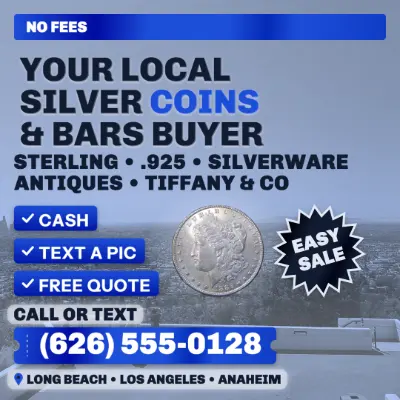 NO FEES
YOUR LOCAL
SILVER COINS
& BARS BUYER
STERLING • .925 • SILVERWARE
ANTIQUES • TIFFANY & CO
CASH
TEXT A PIC
FREE QUOTE
EASY
SALE
CALL OR TEXT
(626) 555-0128
LONG BEACH • LOS ANGELES • ANAHEIM